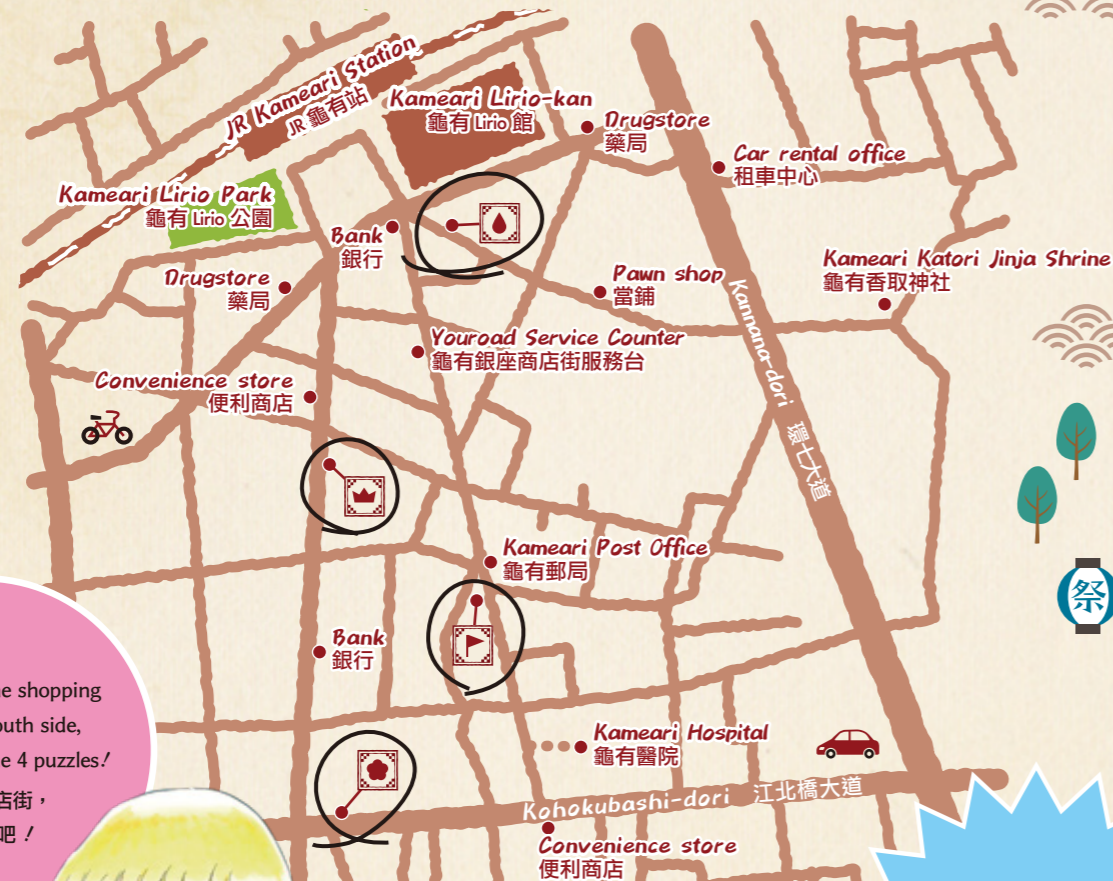 JR Kameari Station
JR 龜有站
Kameari Lirio-kan
龜有 Lirio 館
Drugstore
藥局
Car rental office
租車中心
Kameari Lirio Park
龜有 Lirio 公園
Bank
銀行
Drugstore
藥局
Pawn shop
當鋪
Kameari Katori Jinja Shrine
龜有香取神社
Kannana-dori 環七大道
Youroad Service Counter
龜有銀座商店街服務台
Convenience store
便利商店
Kameari Post Office
龜有郵局
祭
Bank
銀行
he shopping
outh side,
e 4 puzzles!
店街，
吧！
Kameari Hospital
龜有醫院
Kohokubashi-dori 江北橋大道
Convenience store
便利商店